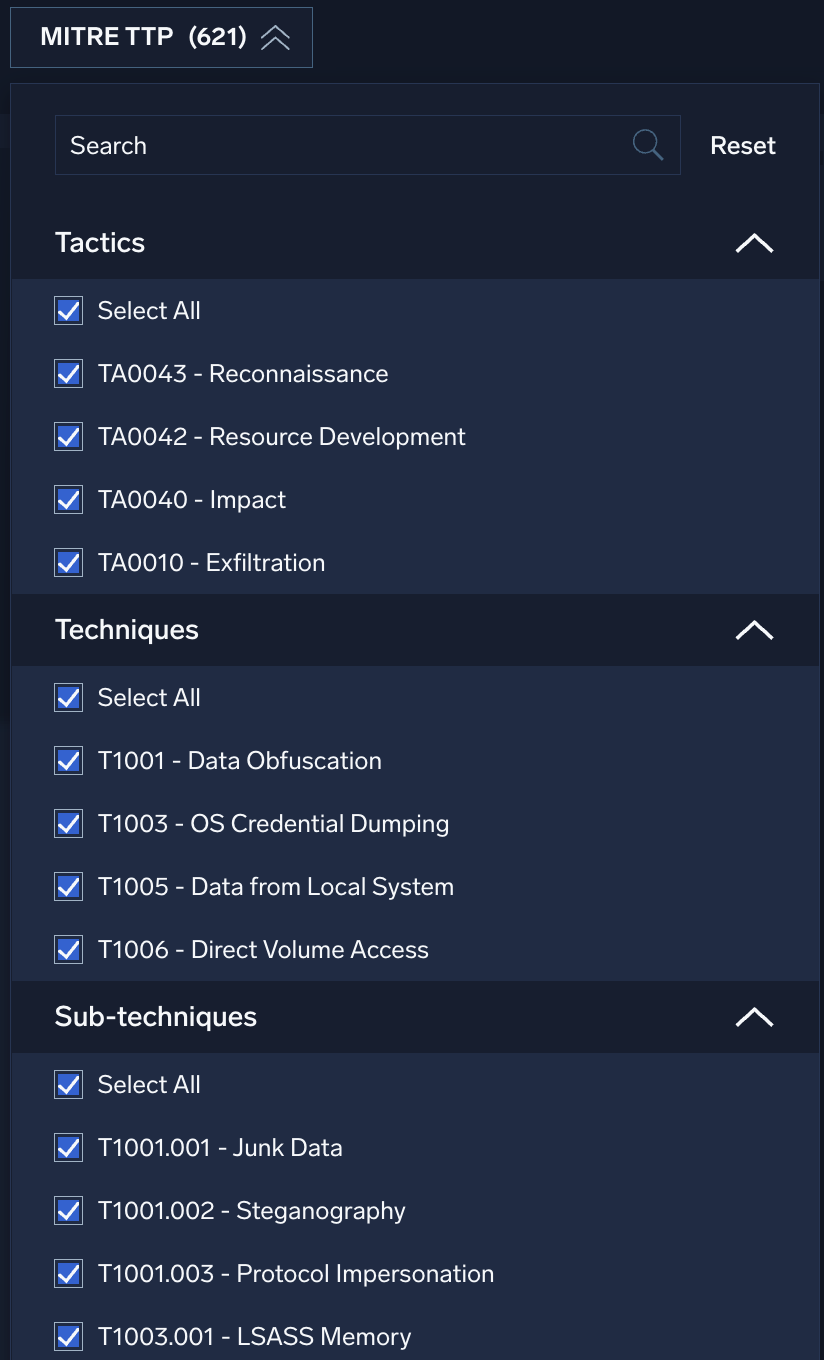 MITRE TTP (621)
Search
Reset
Tactics
Select All
TA0043 - Reconnaissance
TA0042 - Resource Development
TA0040 - Impact
TA0010 - Exfiltration
Techniques
Select All
T1001 - Data Obfuscation
T1003 - OS Credential Dumping
T1005 - Data from Local System
T1006 - Direct Volume Access
Sub-techniques
Select All
T1001.001 - Junk Data
T1001.002 - Steganography
T1001.003 - Protocol Impersonation
T1003.001 - LSASS Memory